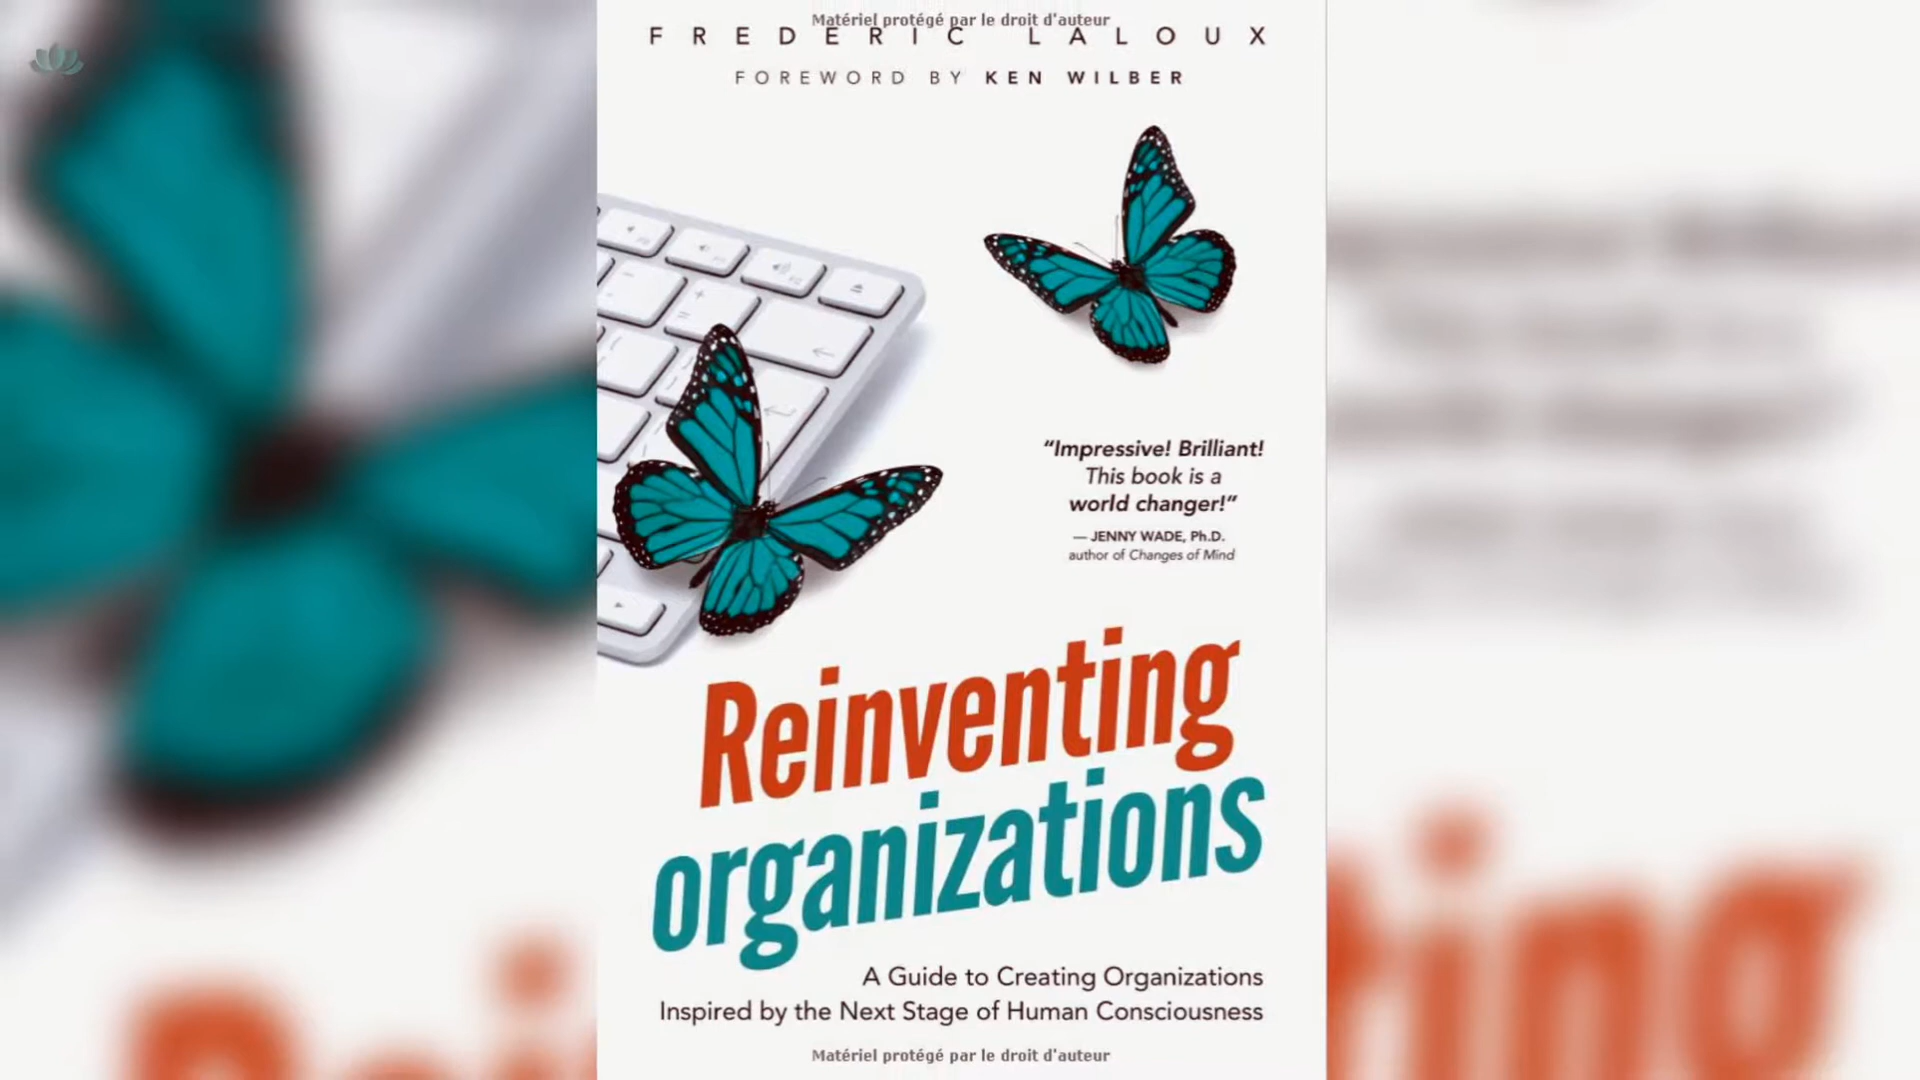 Matériel protégé par le droit d'auteur
FREDERIC LALOUX
FOREWORD BY KEN WILBER
“Impressive! Brilliant!
This book is a
world changer!”
— JENNY WADE, Ph.D.
author of Changes of Mind
Reinventing
organizations
A Guide to Creating Organizations
Inspired by the Next Stage of Human Consciousness
Matériel protégé par le droit d'auteur